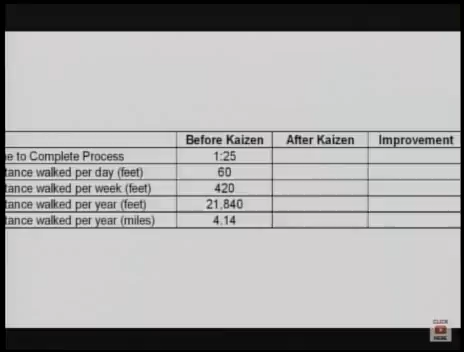 Before Kaizen After Kaizen Improvement
e to Complete Process 1:25
tance walked per day (feet) 60
tance walked per week (feet) 420
tance walked per year (feet) 21,840
tance walked per year (miles) 4.14